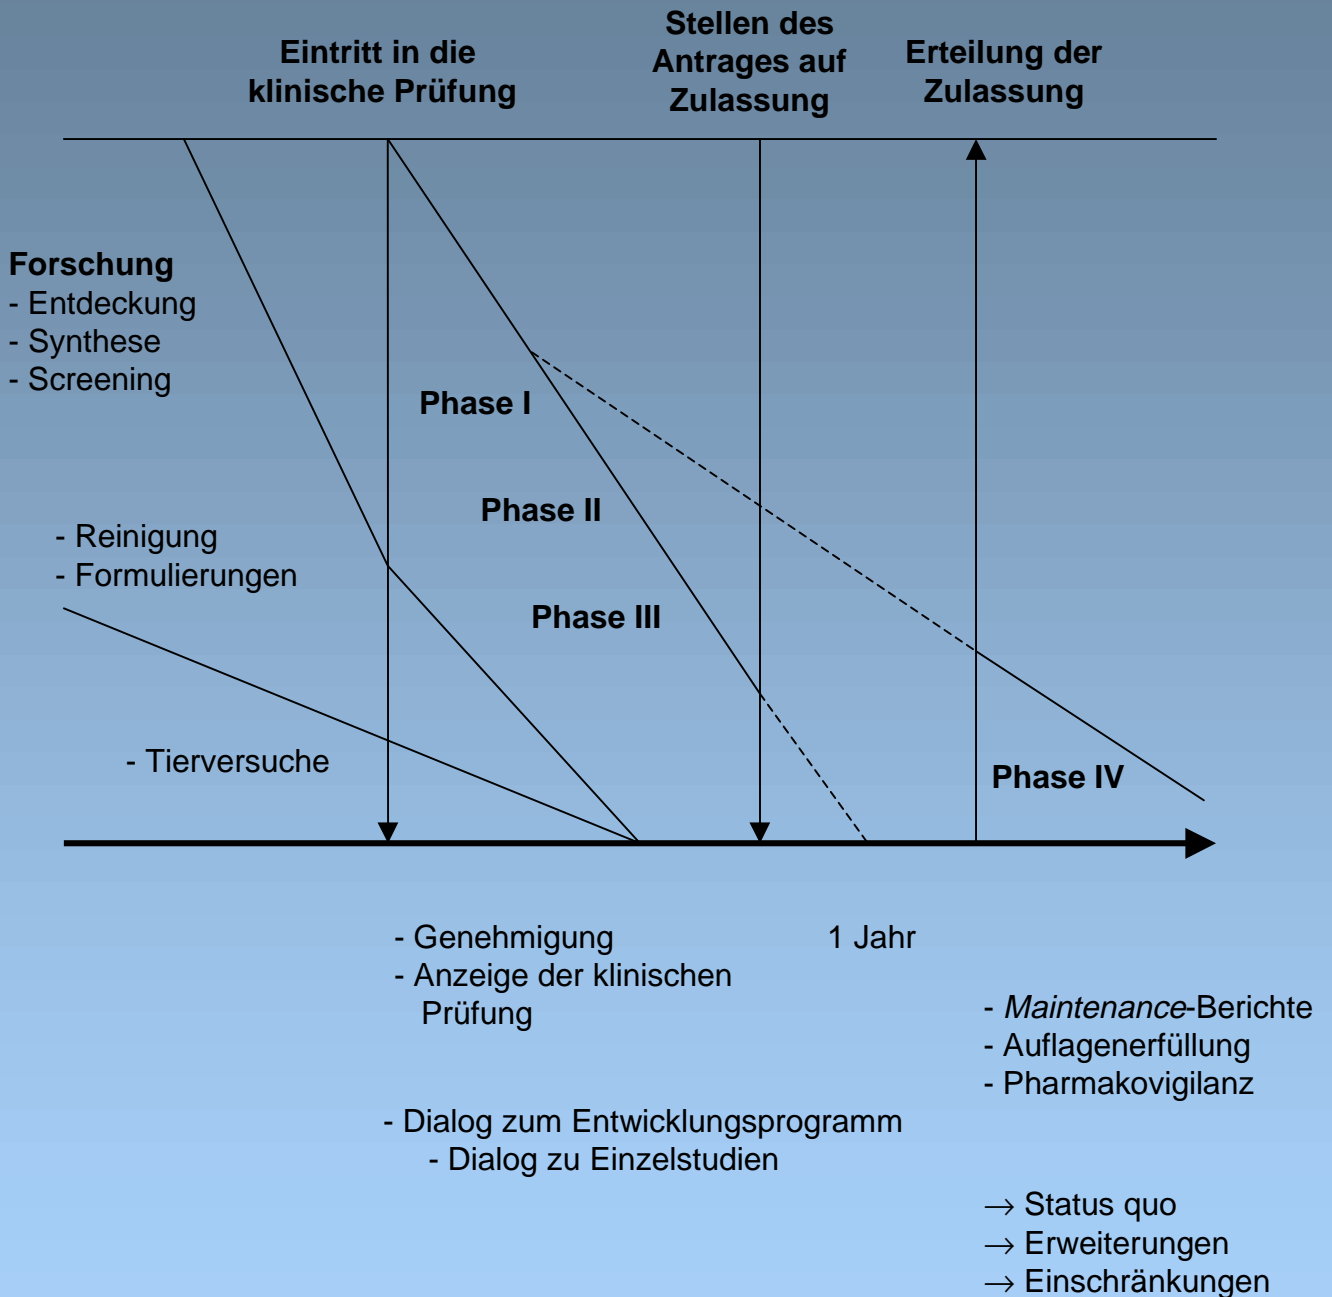 Eintritt in die
klinische Prüfung
Stellen des
Antrages auf
Zulassung
Erteilung der
Zulassung
Forschung
- Entdeckung
- Synthese
- Screening
Phase I
Phase II
- Reinigung
- Formulierungen
Phase III
- Tierversuche
Phase IV
- Genehmigung
- Anzeige der klinischen
Prüfung
1 Jahr
- Maintenance-Berichte
- Auflagenerfüllung
- Pharmakovigilanz
- Dialog zum Entwicklungsprogramm
- Dialog zu Einzelstudien
→ Status quo
→ Erweiterungen
→ Einschränkungen